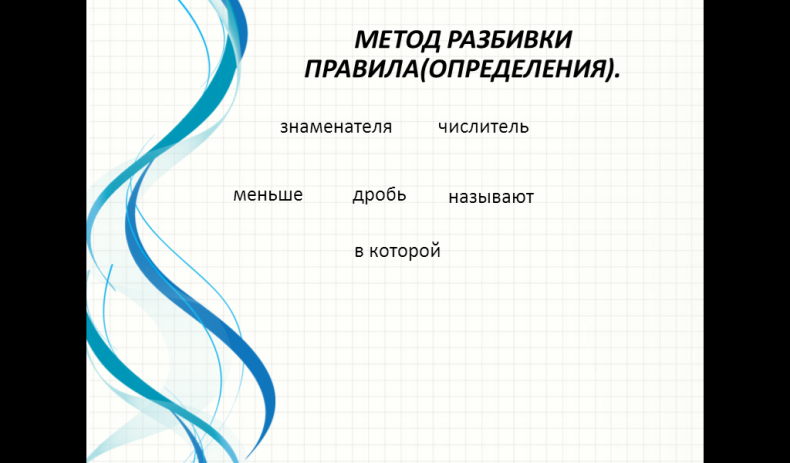 МЕТОД РАЗБИВКИ
ПРАВИЛА(ОПРЕДЕЛЕНИЯ).
знаменателя числитель
меньше дробь называют
в которой